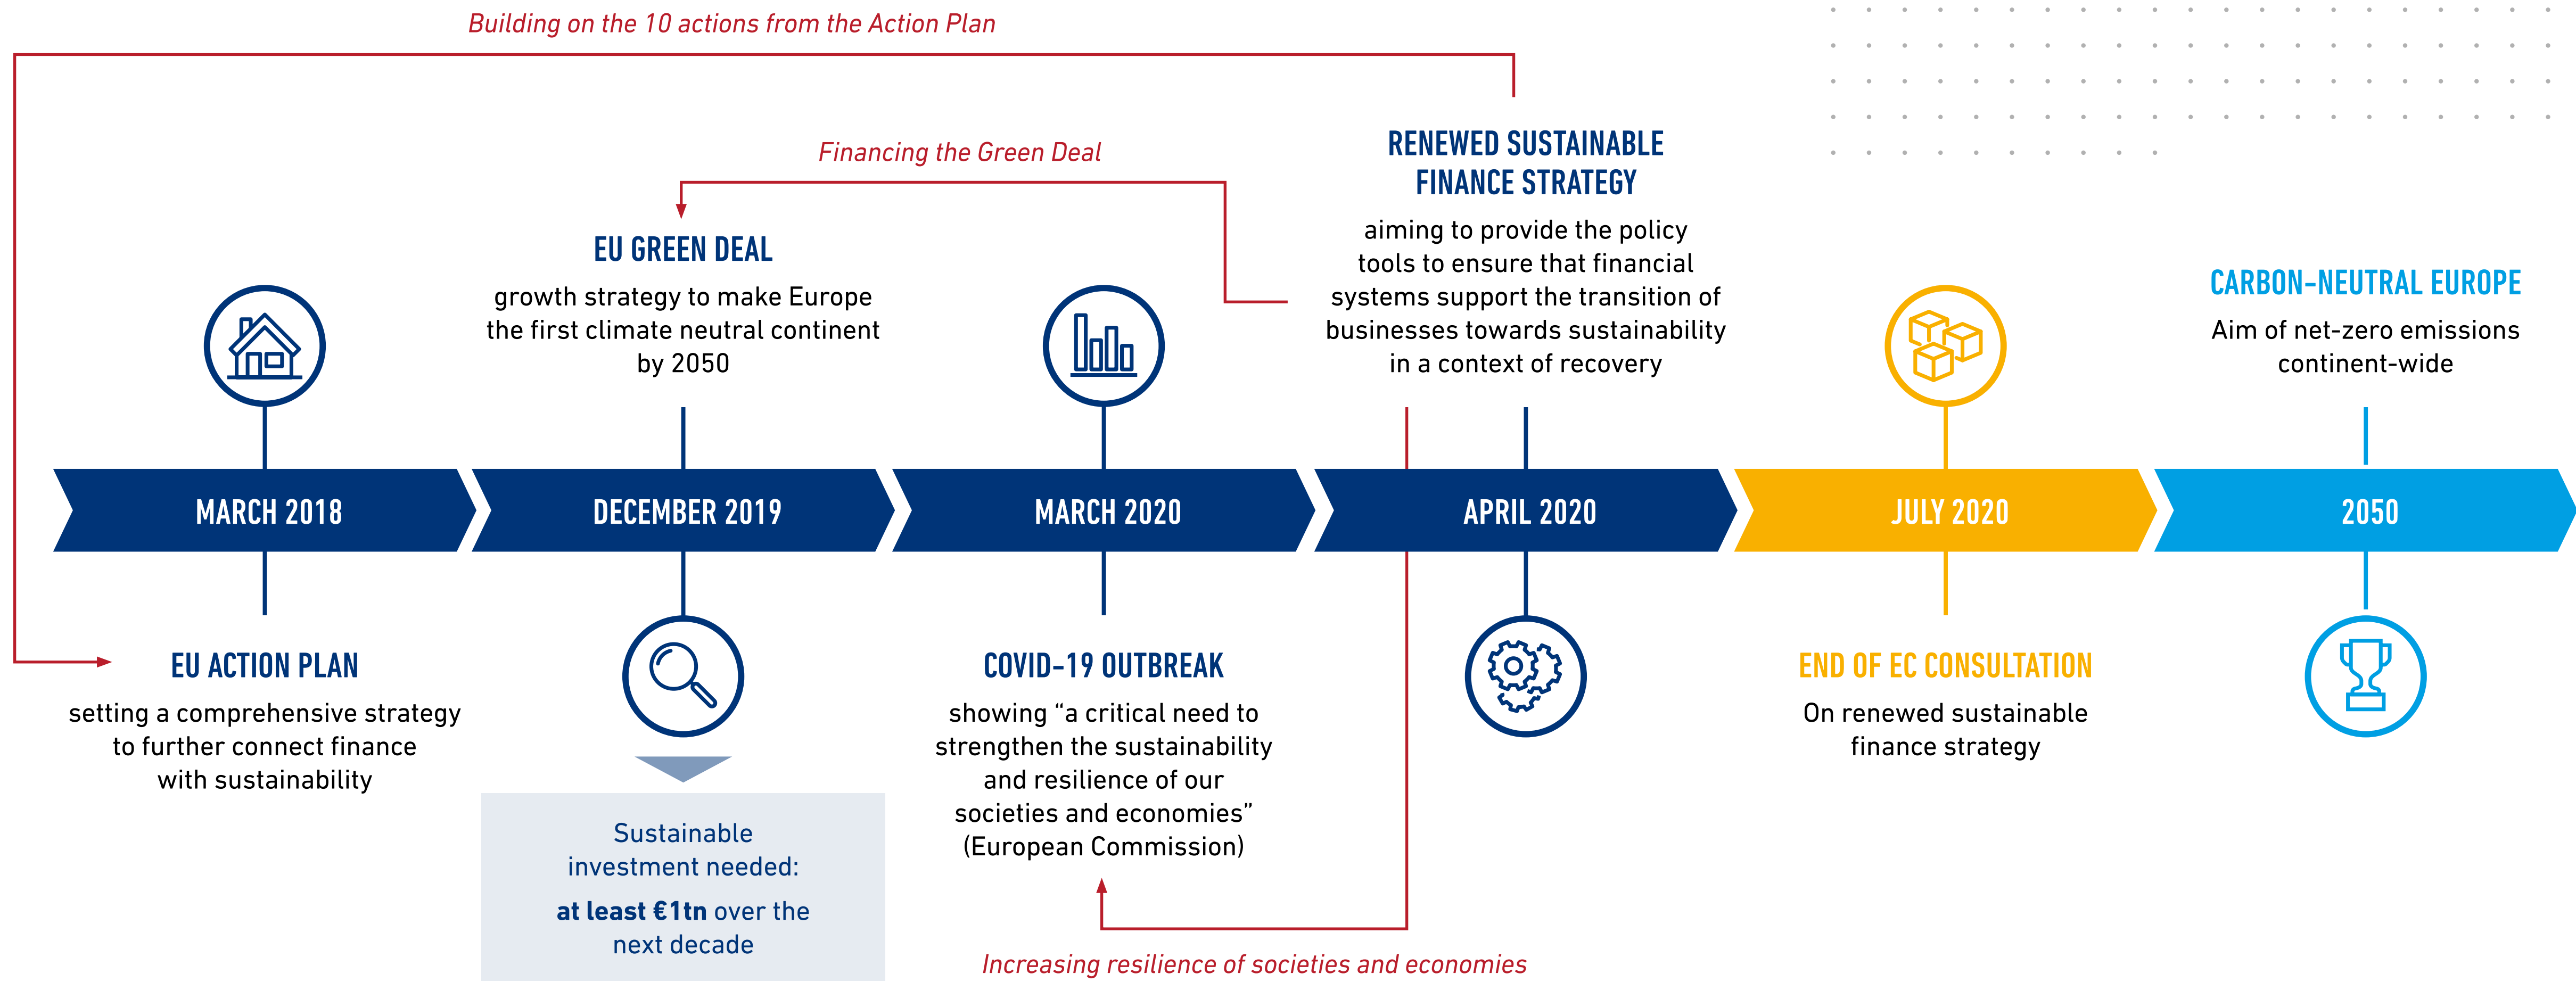 Building on the 10 actions from the Action Plan
Financing the Green Deal
RENEWED SUSTAINABLE
FINANCE STRATEGY
aiming to provide the policy
tools to ensure that financial
systems support the transition of
businesses towards sustainability
in a context of recovery
EU GREEN DEAL
growth strategy to make Europe
the first climate neutral continent
by 2050
CARBON-NEUTRAL EUROPE
Aim of net-zero emissions
continent-wide
MARCH 2018
DECEMBER 2019
MARCH 2020
APRIL 2020
JULY 2020
2050
EU ACTION PLAN
setting a comprehensive strategy
to further connect finance
with sustainability
Sustainable
investment needed:
at least €1tn over the
next decade
COVID-19 OUTBREAK
showing “a critical need to
strengthen the sustainability
and resilience of our
societies and economies”
(European Commission)
END OF EC CONSULTATION
On renewed sustainable
finance strategy
Increasing resilience of societies and economies